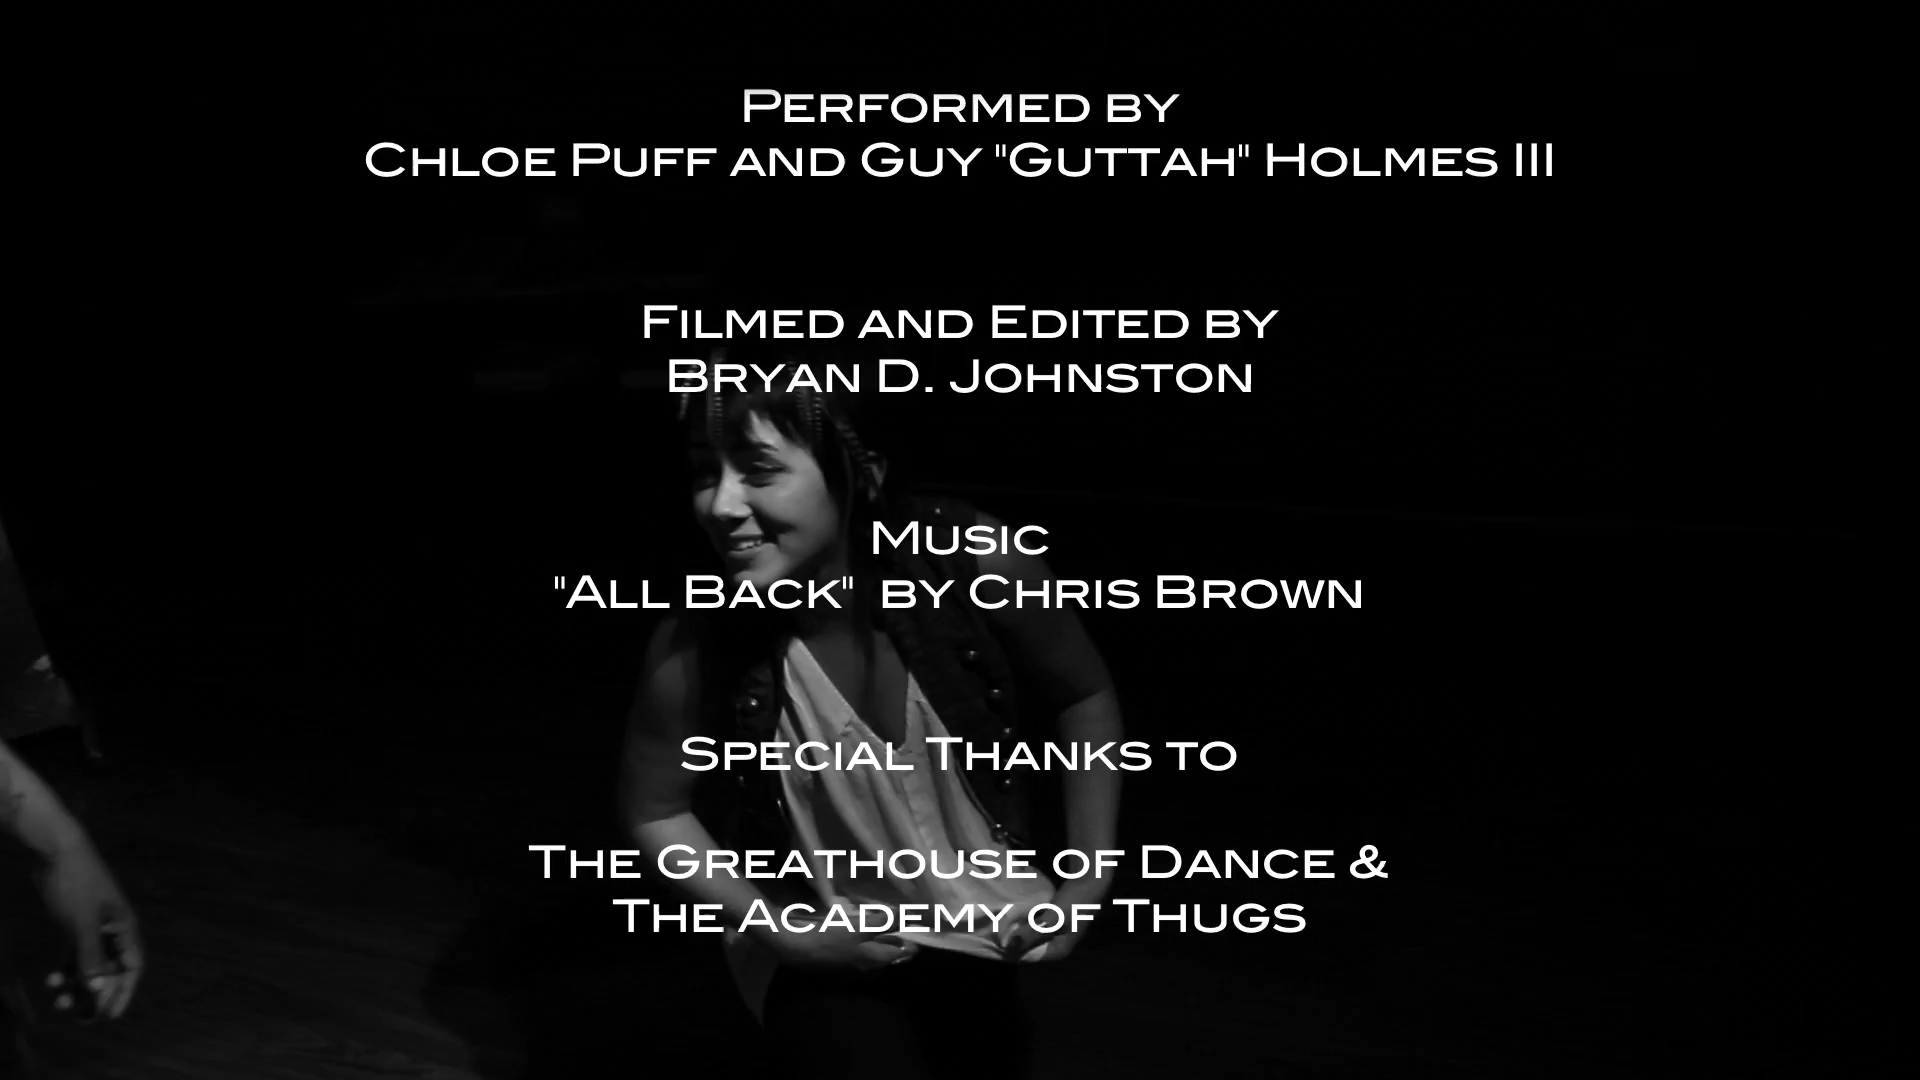 Performed by
Chloe Puff and Guy "Guttah" Holmes III
Filmed and Edited by
Bryan D. Johnston
Music
"All Back"  by Chris Brown
Special Thanks to
The Greathouse of Dance &
The Academy of Thugs